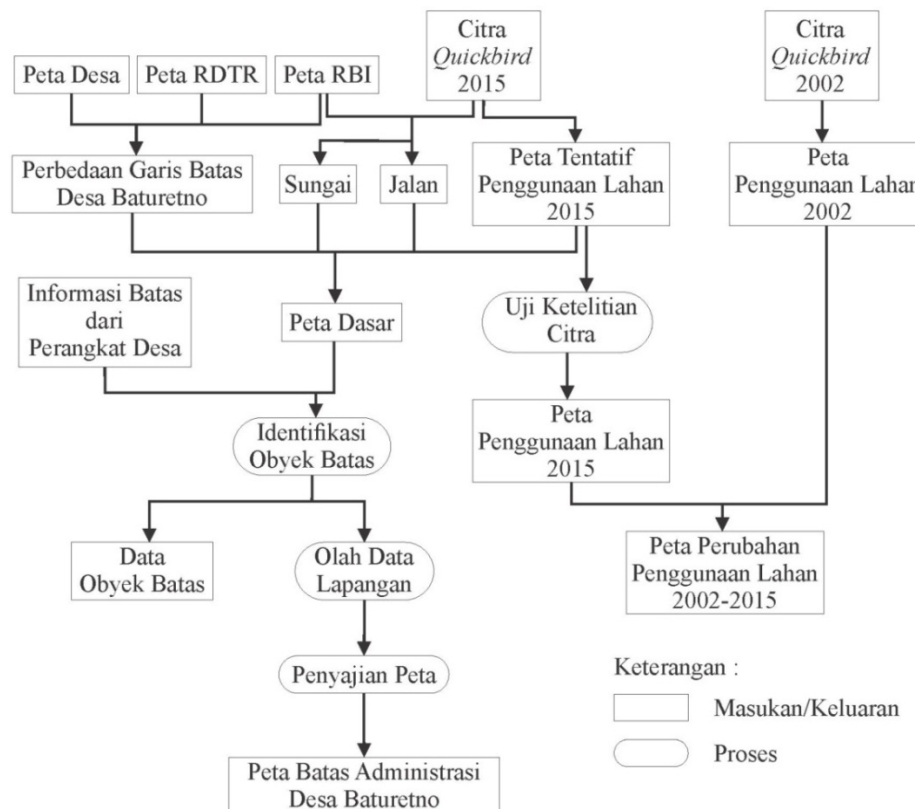 Citra
Quickbird
2015
Citra
Quickbird
2002
Peta Desa
Peta RDTR
Peta RBI
Perbedaan Garis Batas
Desa Baturetno
Sungai
Jalan
Peta Tentatif
Penggunaan Lahan
2015
Peta
Penggunaan Lahan
2002
Informasi Batas
dari
Perangkat Desa
Peta Dasar
Uji Ketelitian
Citra
Identifikasi
Obyek Batas
Peta
Penggunaan Lahan
2015
Data
Obyek Batas
Olah Data
Lapangan
Peta Perubahan
Penggunaan Lahan
2002-2015
Penyajian Peta
Peta Batas Administrasi
Desa Baturetno
Keterangan :
Masukan/Keluaran
Proses